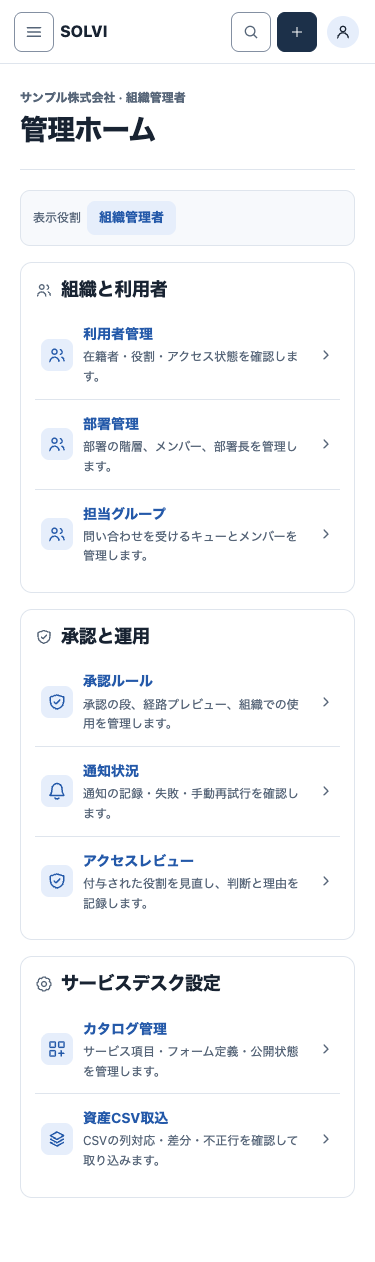 SOLVI
サンプル株式会社 · 組織管理者
管理ホーム
表示役割 組織管理者
組織と利用者
利用者管理
在籍者・役割・アクセス状態を確認しま
す。
部署管理
部署の階層、メンバー、部署長を管理し
ます。
担当グループ
問い合わせを受けるキューとメンバーを
管理します。
承認と運用
承認ルール
承認の段、経路プレビュー、組織での使
用を管理します。
通知状況
通知の記録・失敗・手動再試行を確認し
ます。
アクセスレビュー
付与された役割を見直し、判断と理由を
記録します。
サービスデスク設定
カタログ管理
サービス項目・フォーム定義・公開状態
を管理します。
資産CSV取込
CSVの列対応・差分・不正行を確認して
取り込みます。